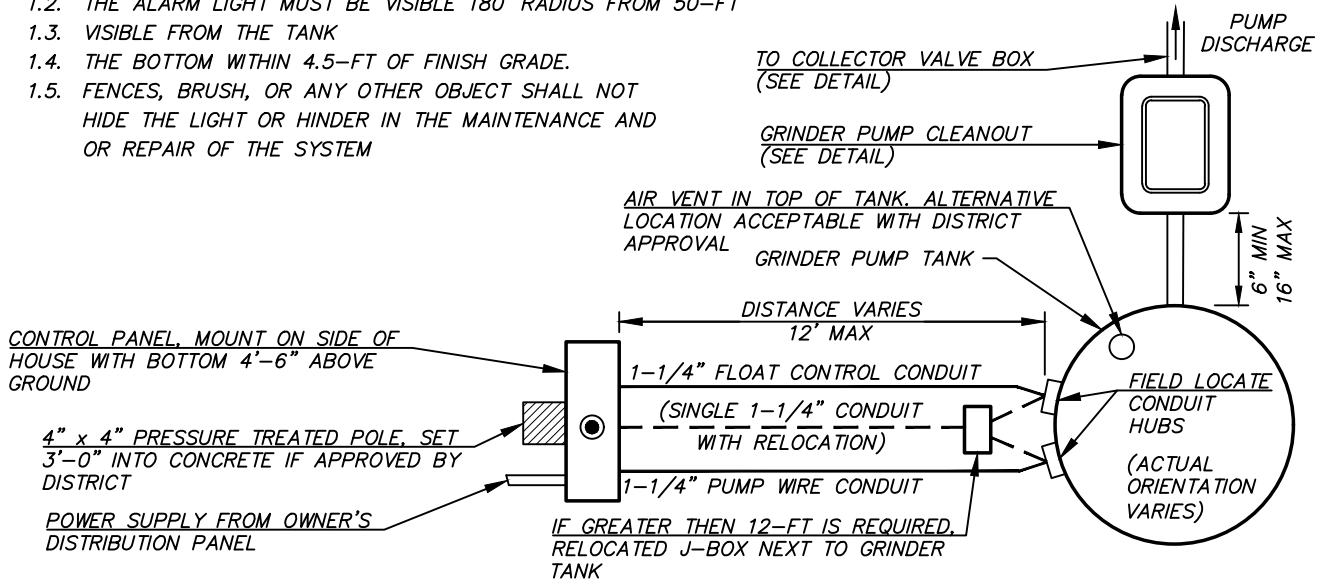 1.2. THE ALARM LIGHT MUST BE VISIBLE 180° RADIUS FROM 50-FT
1.3. VISIBLE FROM THE TANK
1.4. THE BOTTOM WITHIN 4.5-FT OF FINISH GRADE.
1.5. FENCES, BRUSH, OR ANY OTHER OBJECT SHALL NOT
HIDE THE LIGHT OR HINDER IN THE MAINTENANCE AND
OR REPAIR OF THE SYSTEM
PUMP
DISCHARGE
TO COLLECTOR VALVE BOX
(SEE DETAIL)
GRINDER PUMP CLEANOUT
(SEE DETAIL)
AIR VENT IN TOP OF TANK. ALTERNATIVE
LOCATION ACCEPTABLE WITH DISTRICT
APPROVAL
GRINDER PUMP TANK
6" MIN
16" MAX
DISTANCE VARIES
12' MAX
CONTROL PANEL, MOUNT ON SIDE OF
HOUSE WITH BOTTOM 4'-6" ABOVE
GROUND
1-1/4" FLOAT CONTROL CONDUIT
(SINGLE 1-1/4" CONDUIT
WITH RELOCATION)
1-1/4" PUMP WIRE CONDUIT
FIELD LOCATE
CONDUIT
HUBS
(ACTUAL
ORIENTATION
VARIES)
4" x 4" PRESSURE TREATED POLE, SET
3'-0" INTO CONCRETE IF APPROVED BY
DISTRICT
POWER SUPPLY FROM OWNER'S
DISTRIBUTION PANEL
IF GREATER THEN 12-FT IS REQUIRED,
RELOCATED J-BOX NEXT TO GRINDER
TANK